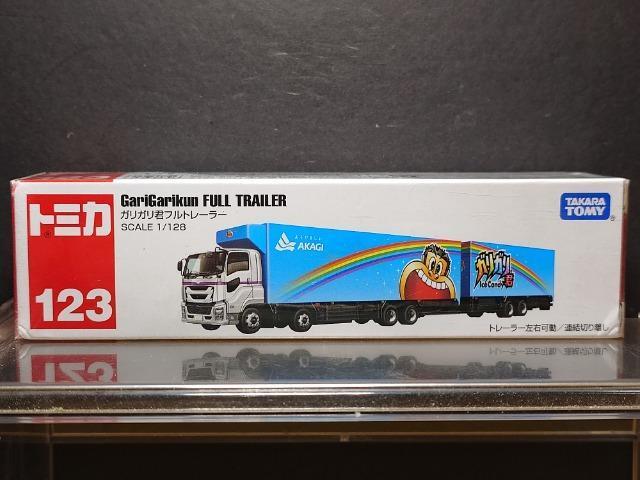 トミカ
123
GariGarikun FULL TRAILER
ガリガリ君フルトレーラー
SCALE 1/128
TAKARA
TOMY
AKAGI
ガリガリ君
Ice Candy
トレーラー左右可動／連結切り離し